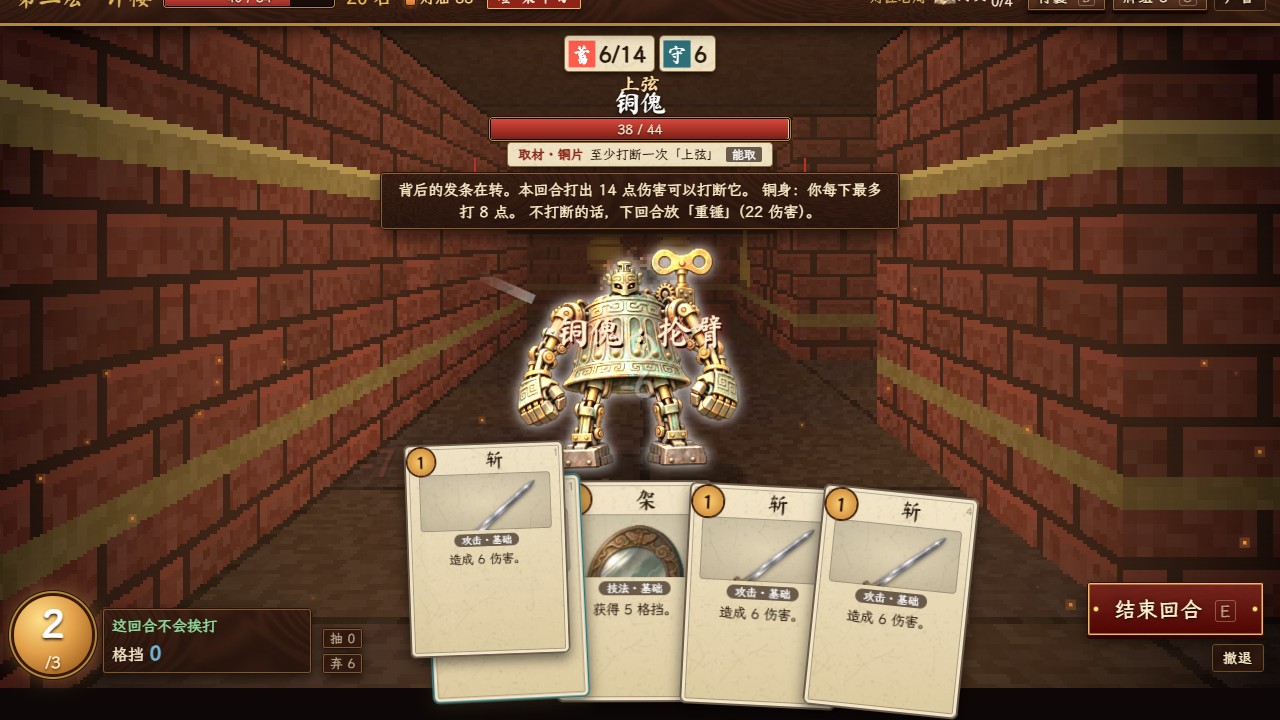 蓄 6/14 守 6
上弦
铜傀
38 / 44
取材·铜片 至少打断一次「上弦」 能取
背后的发条在转。本回合打出 14 点伤害可以打断它。 铜身：你每下最多
打 8 点。 不打断的话，下回合放「重锤」(22 伤害)。
铜傀：抡臂
1 斩
攻击·基础
造成 6 伤害。
架
技法·基础
获得 5 格挡。
1 斩
攻击·基础
造成 6 伤害。
1 斩 4
攻击·基础
造成 6 伤害。
2
/3
这回合不会挨打
格挡 0
抽 0
弃 6
结束回合 E
撤退